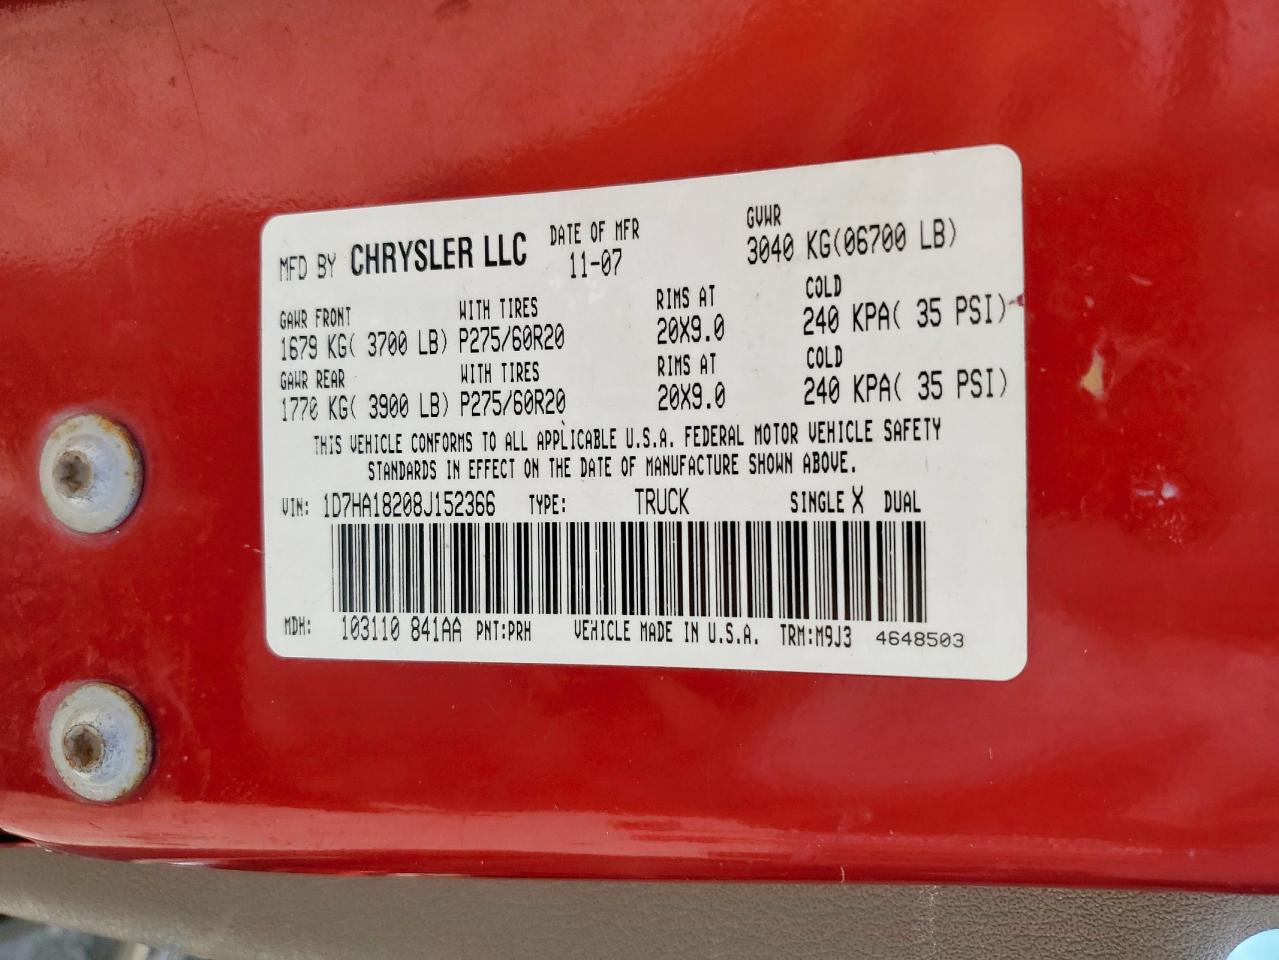 MFD BY CHRYSLER LLC DATE OF MFR 11-07 GVWR 3040 KG(06700 LB)
GAWR FRONT WITH TIRES RIMS AT COLD
1679 KG( 3700 LB) P275/60R20 20X9.0 240 KPA( 35 PSI)
GAWR REAR WITH TIRES RIMS AT COLD
1770 KG( 3900 LB) P275/60R20 20X9.0 240 KPA( 35 PSI)
THIS VEHICLE CONFORMS TO ALL APPLICABLE U.S.A. FEDERAL MOTOR VEHICLE SAFETY
STANDARDS IN EFFECT ON THE DATE OF MANUFACTURE SHOWN ABOVE.
VIN: 1D7HA18208J152366 TYPE: TRUCK SINGLE X DUAL
MDH: 103110 841AA PNT:PRH VEHICLE MADE IN U.S.A. TRM:M9J3 4648503